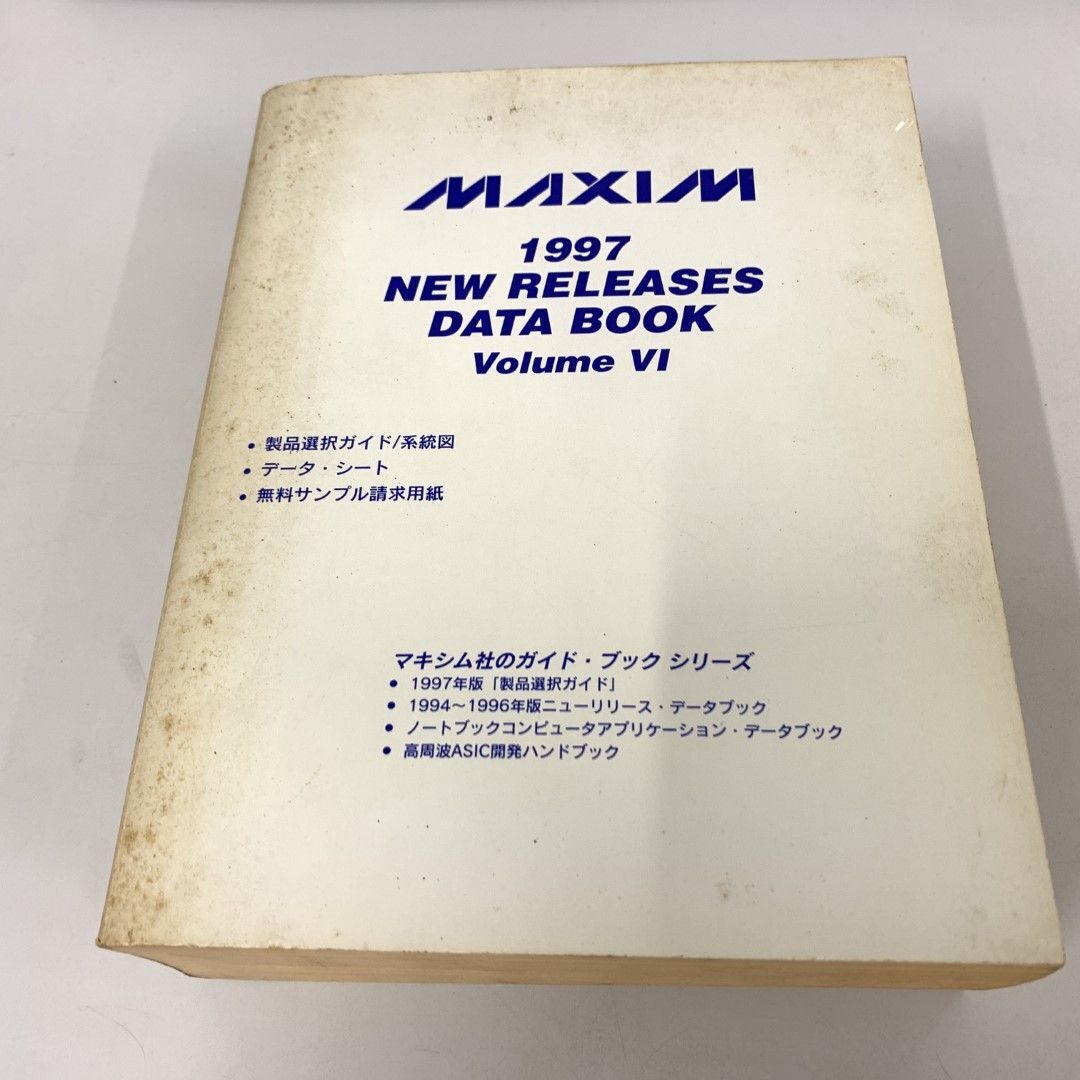 MAXIM
1997
NEW RELEASES
DATA BOOK
Volume VI
• 製品選択ガイド/系統図
• データ・シート
• 無料サンプル請求用紙
マキシム社のガイド・ブック シリーズ
• 1997年版「製品選択ガイド」
• 1994～1996年版ニューリリース・データブック
• ノートブックコンピュータアプリケーション・データブック
• 高周波ASIC開発ハンドブック